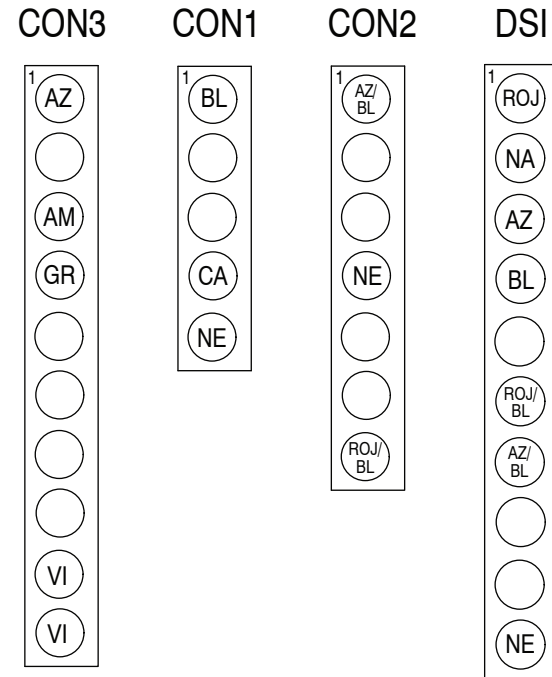 CON3
1
AZ
AM
GR
VI
VI
CON1
1
BL
CA
NE
CON2
1
AZ/
BL
NE
ROJ/
BL
DSI
1
ROJ
NA
AZ
BL
ROJ/
BL
AZ/
BL
NE